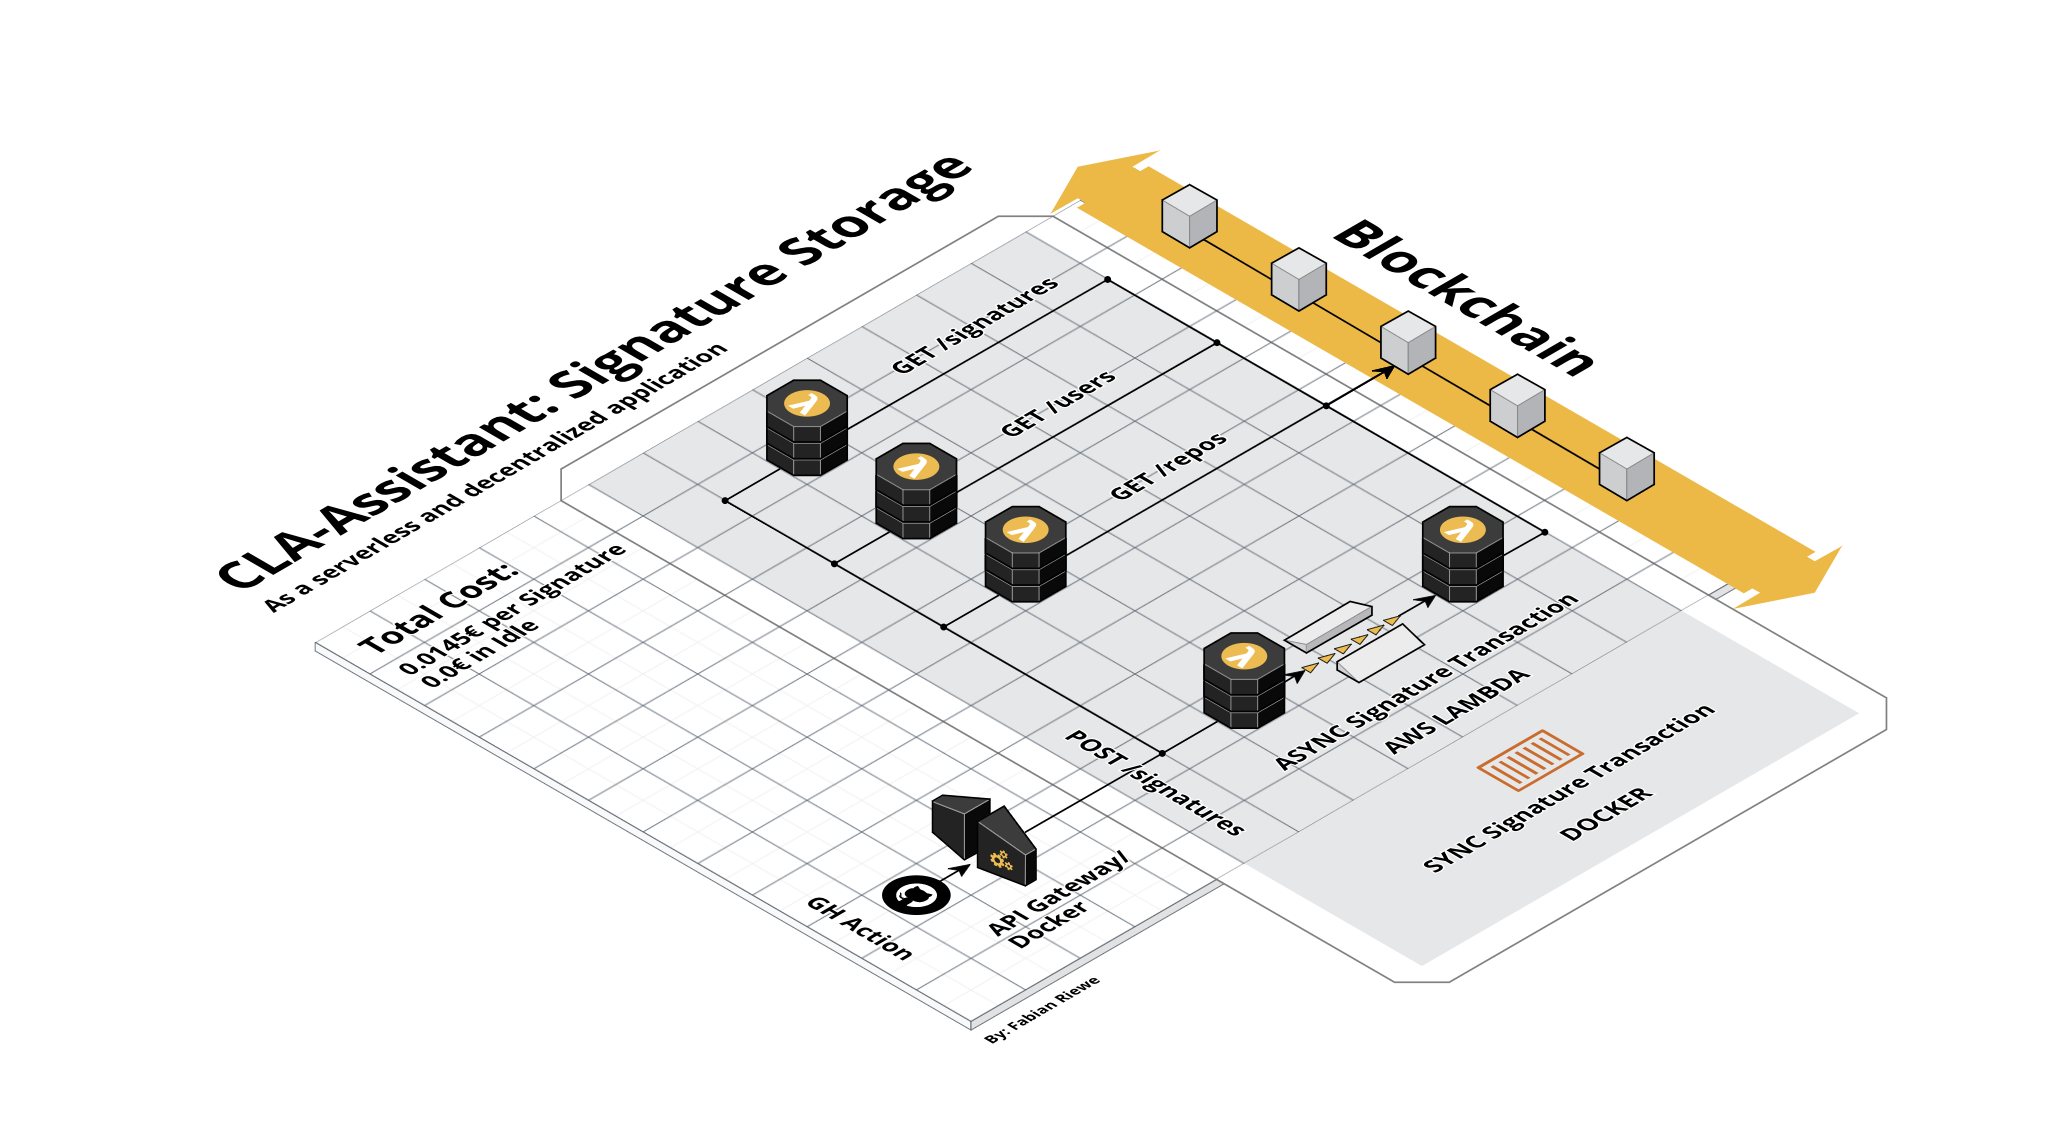 CLA-Assistant: Signature Storage
As a serverless and decentralized application
Total Cost:
0.0145€ per Signature
0.0€ in Idle
Blockchain
GET /signatures
GET /users
GET /repos
POST /signatures
ASYNC Signature Transaction
AWS LAMBDA
SYNC Signature Transaction
DOCKER
GH Action
API Gateway/
Docker
By: Fabian Riewe